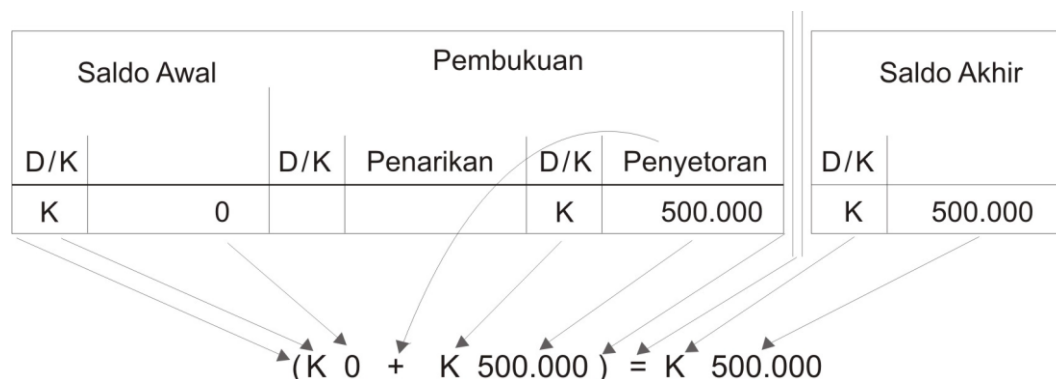 Saldo Awal Pembukuan Saldo Akhir
D/K D/K Penarikan D/K Penyetoran D/K
K 0 K 500.000 K 500.000
(K 0 + K 500.000) = K 500.000